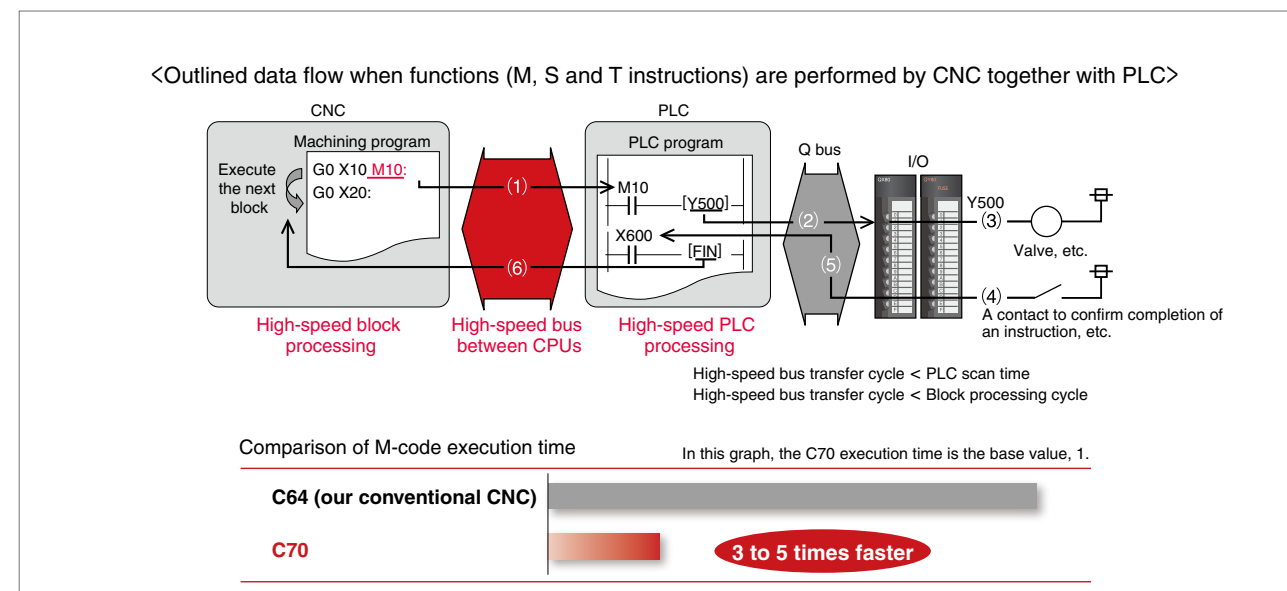 <Outlined data flow when functions (M, S and T instructions) are performed by CNC together with PLC>
CNC
PLC
Machining program
PLC program
Q bus
I/O
Execute
the next
block
G0 X10 M10:
G0 X20:
(1)
M10
[Y500]
(2)
QX80
QY80
FUSE
Y500
(3)
Valve, etc.
X600
(5)
[FIN]
(6)
(4)
A contact to confirm completion of
an instruction, etc.
High-speed block
processing
High-speed bus
between CPUs
High-speed PLC
processing
High-speed bus transfer cycle < PLC scan time
High-speed bus transfer cycle < Block processing cycle
Comparison of M-code execution time
In this graph, the C70 execution time is the base value, 1.
C64 (our conventional CNC)
C70
3 to 5 times faster